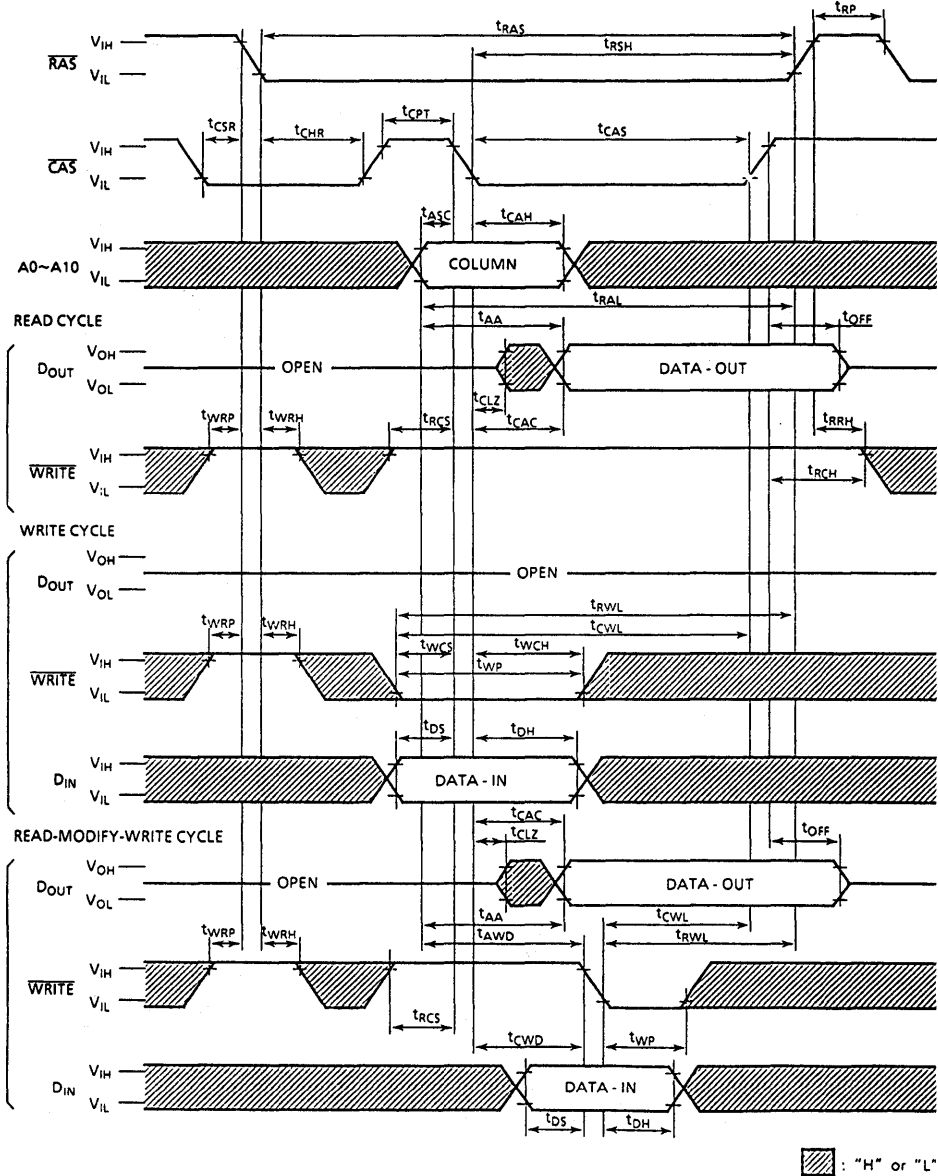 tRAS
tRP
tRSH
RAS
VIH
VIL
tCSR
tCHR
tCPT
tCAS
CAS
VIH
VIL
tASC
tCAH
A0~A10
VIH
VIL
COLUMN
tRAL
READ CYCLE
tAA
tOFF
DOUT
VOH
VOL
OPEN
DATA - OUT
tCLZ
tWRP
tWRH
tRCS
tCAC
tRRH
WRITE
VIH
VIL
tRCH
WRITE CYCLE
DOUT
VOH
VOL
OPEN
tRWL
tWRP
tWRH
tCWL
tWCS
tWCH
WRITE
VIH
VIL
tWP
tDS
tDH
DIN
VIH
VIL
DATA - IN
tCAC
READ-MODIFY-WRITE CYCLE
tCLZ
tOFF
DOUT
VOH
VOL
OPEN
DATA - OUT
tAA
tCWL
tWRP
tWRH
tAWD
tRWL
WRITE
VIH
VIL
tRCS
tCWD
tWP
DIN
VIH
VIL
DATA - IN
tDS
tDH
: "H" or "L"